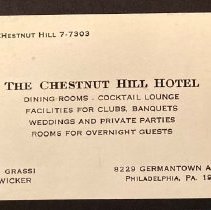 CHESTNUT HILL 7-7303
THE CHESTNUT HILL HOTEL
DINING ROOMS - COCKTAIL LOUNGE
FACILITIES FOR CLUBS, BANQUETS
WEDDINGS AND PRIVATE PARTIES
ROOMS FOR OVERNIGHT GUESTS
GRASSI
WICKER
8229 GERMANTOWN A
PHILADELPHIA, PA. 19